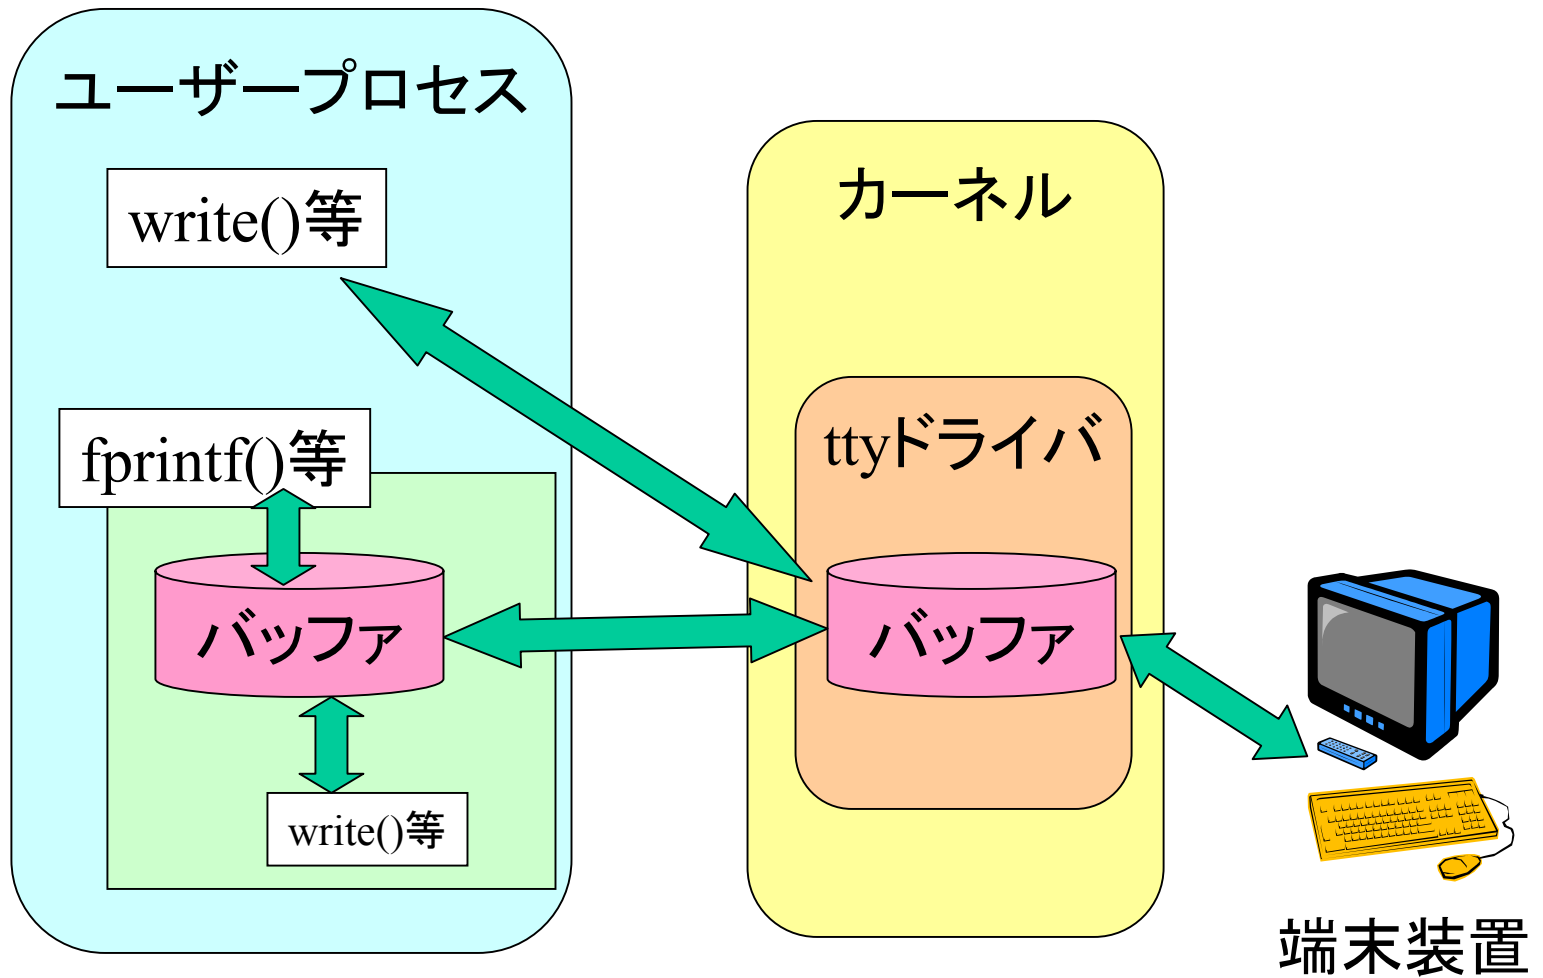 ユーザープロセス
write()等
fprintf()等
バッファ
write()等
カーネル
ttyドライバ
バッファ
端末装置